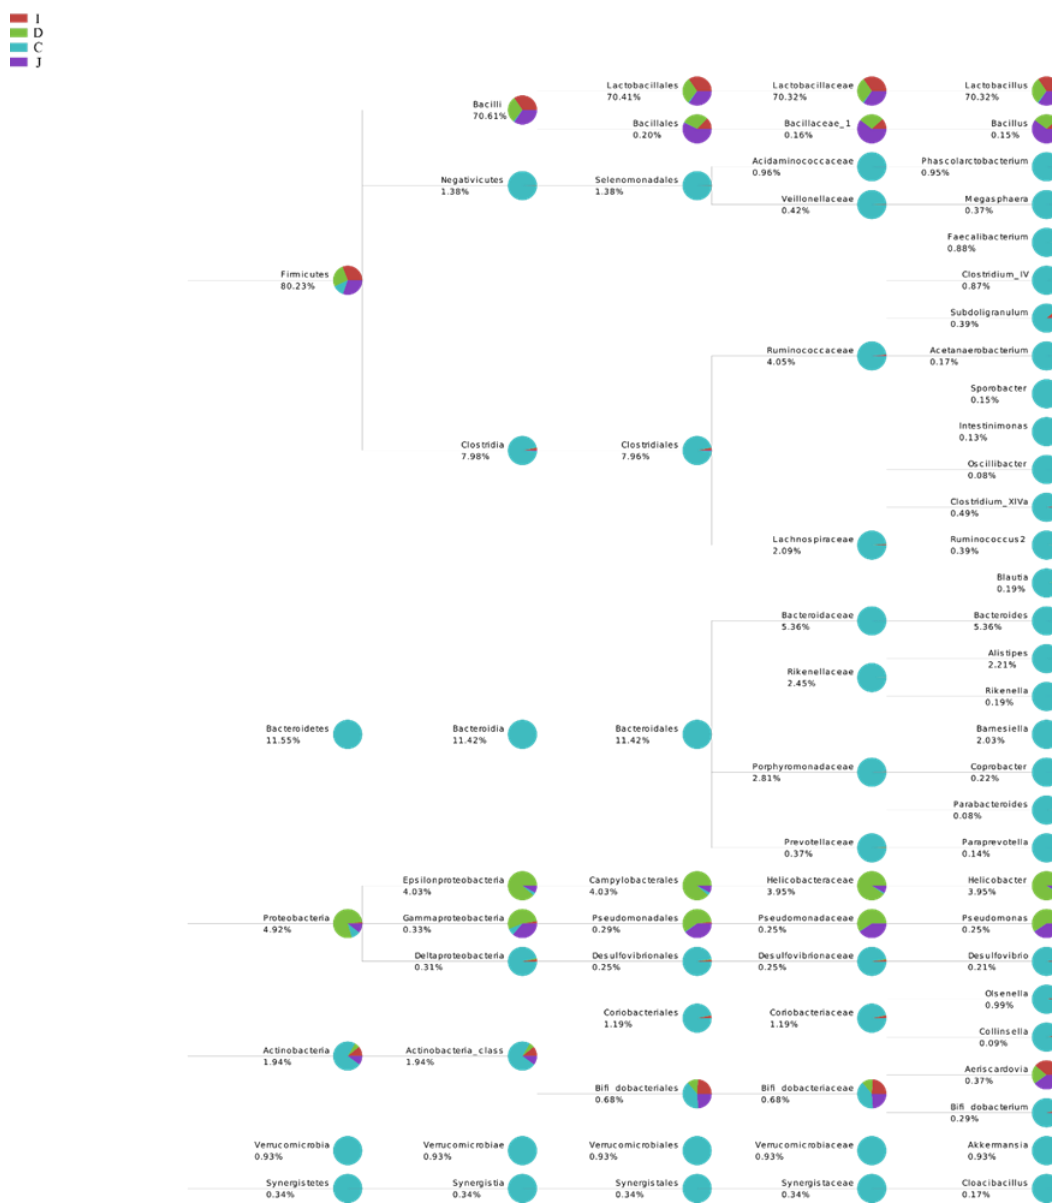 I
D
C
J
Lactobacillales
70.41%
Lactobacillaceae
70.32%
Lactobacillus
70.32%
Bacilli
70.61%
Bacillales
0.20%
Bacillaceae_1
0.16%
Bacillus
0.15%
Acidaminococcaceae
0.96%
Phascolarctobacterium
0.95%
Negativicutes
1.38%
Selenomonadales
1.38%
Veillonellaceae
0.42%
Megasphaera
0.37%
Faecalibacterium
0.88%
Firmicutes
80.23%
Clostridium_IV
0.87%
Subdoligranulum
0.39%
Ruminococcaceae
4.05%
Acetanaerobacterium
0.17%
Sporobacter
0.15%
Intestinimonas
0.13%
Clostridia
7.98%
Clostridiales
7.96%
Oscillibacter
0.08%
Clostridium_XIVa
0.49%
Lachnospiraceae
2.09%
Ruminococcus2
0.39%
Blautia
0.19%
Bacteroidaceae
5.36%
Bacteroides
5.36%
Alistipes
2.21%
Rikenellaceae
2.45%
Rikenella
0.19%
Bacteroidetes
11.55%
Bacteroidia
11.42%
Bacteroidales
11.42%
Barnesiella
2.03%
Porphyromonadaceae
2.81%
Coprobacter
0.22%
Parabacteroides
0.08%
Prevotellaceae
0.37%
Paraprevotella
0.14%
Epsilonproteobacteria
4.03%
Campylobacterales
4.03%
Helicobacteraceae
3.95%
Helicobacter
3.95%
Proteobacteria
4.92%
Gammaproteobacteria
0.33%
Pseudomonadales
0.29%
Pseudomonadaceae
0.25%
Pseudomonas
0.25%
Deltaproteobacteria
0.31%
Desulfovibrionales
0.25%
Desulfovibrionaceae
0.25%
Desulfovibrio
0.21%
Olsenella
0.99%
Coriobacteriales
1.19%
Coriobacteriaceae
1.19%
Collinsella
0.09%
Actinobacteria
1.94%
Actinobacteria_class
1.94%
Aeriscardovia
0.37%
Bifi dobacteriales
0.68%
Bifi dobacteriaceae
0.68%
Bifi dobacterium
0.29%
Verrucomicrobia
0.93%
Verrucomicrobiae
0.93%
Verrucomicrobiales
0.93%
Verrucomicrobiaceae
0.93%
Akkermansia
0.93%
Synergistetes
0.34%
Synergistia
0.34%
Synergistales
0.34%
Synergistaceae
0.34%
Cloacibacillus
0.17%